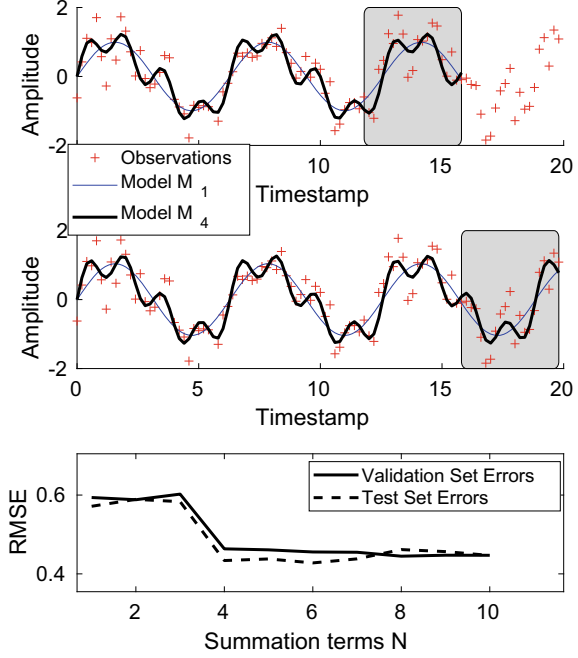 2
0
-2
Amplitude
0
5
10
15
20
Timestamp
Observations
Model M 1
Model M 4
2
0
-2
Amplitude
0
5
10
15
20
Timestamp
0.6
0.4
RMSE
Validation Set Errors
Test Set Errors
2
4
6
8
10
Summation terms N